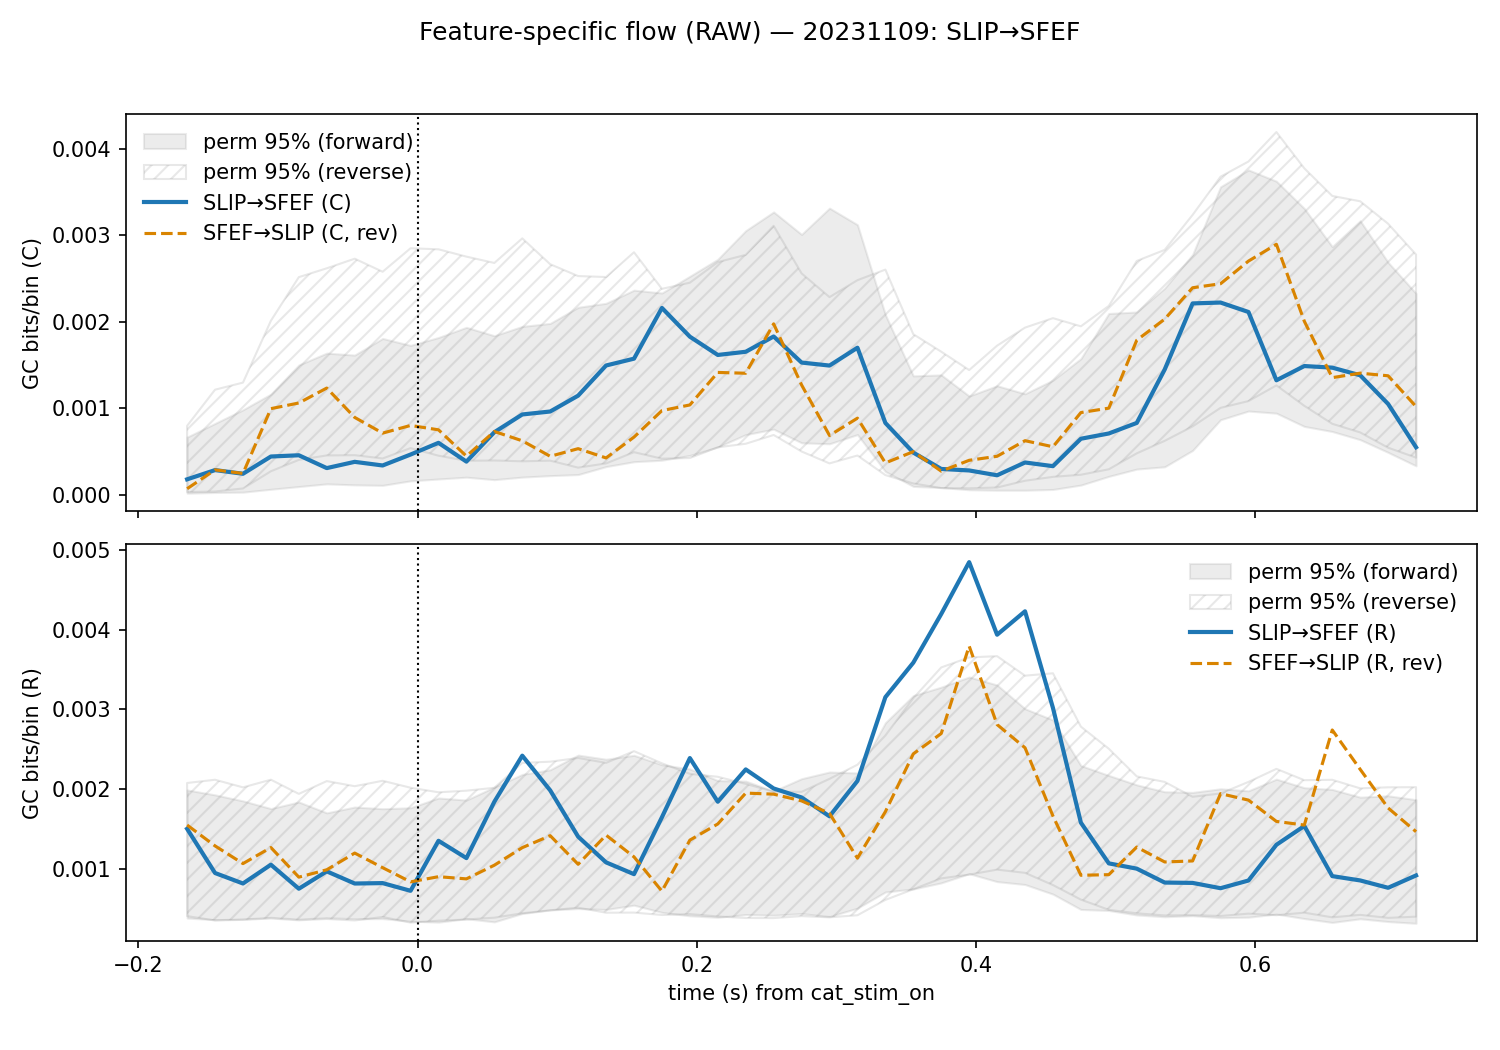 Feature-specific flow (RAW) — 20231109: SLIP→SFEF
GC bits/bin (C)
0.004
0.003
0.002
0.001
0.000
perm 95% (forward)
perm 95% (reverse)
SLIP→SFEF (C)
SFEF→SLIP (C, rev)
GC bits/bin (R)
0.005
0.004
0.003
0.002
0.001
perm 95% (forward)
perm 95% (reverse)
SLIP→SFEF (R)
SFEF→SLIP (R, rev)
−0.2 0.0 0.2 0.4 0.6
time (s) from cat_stim_on